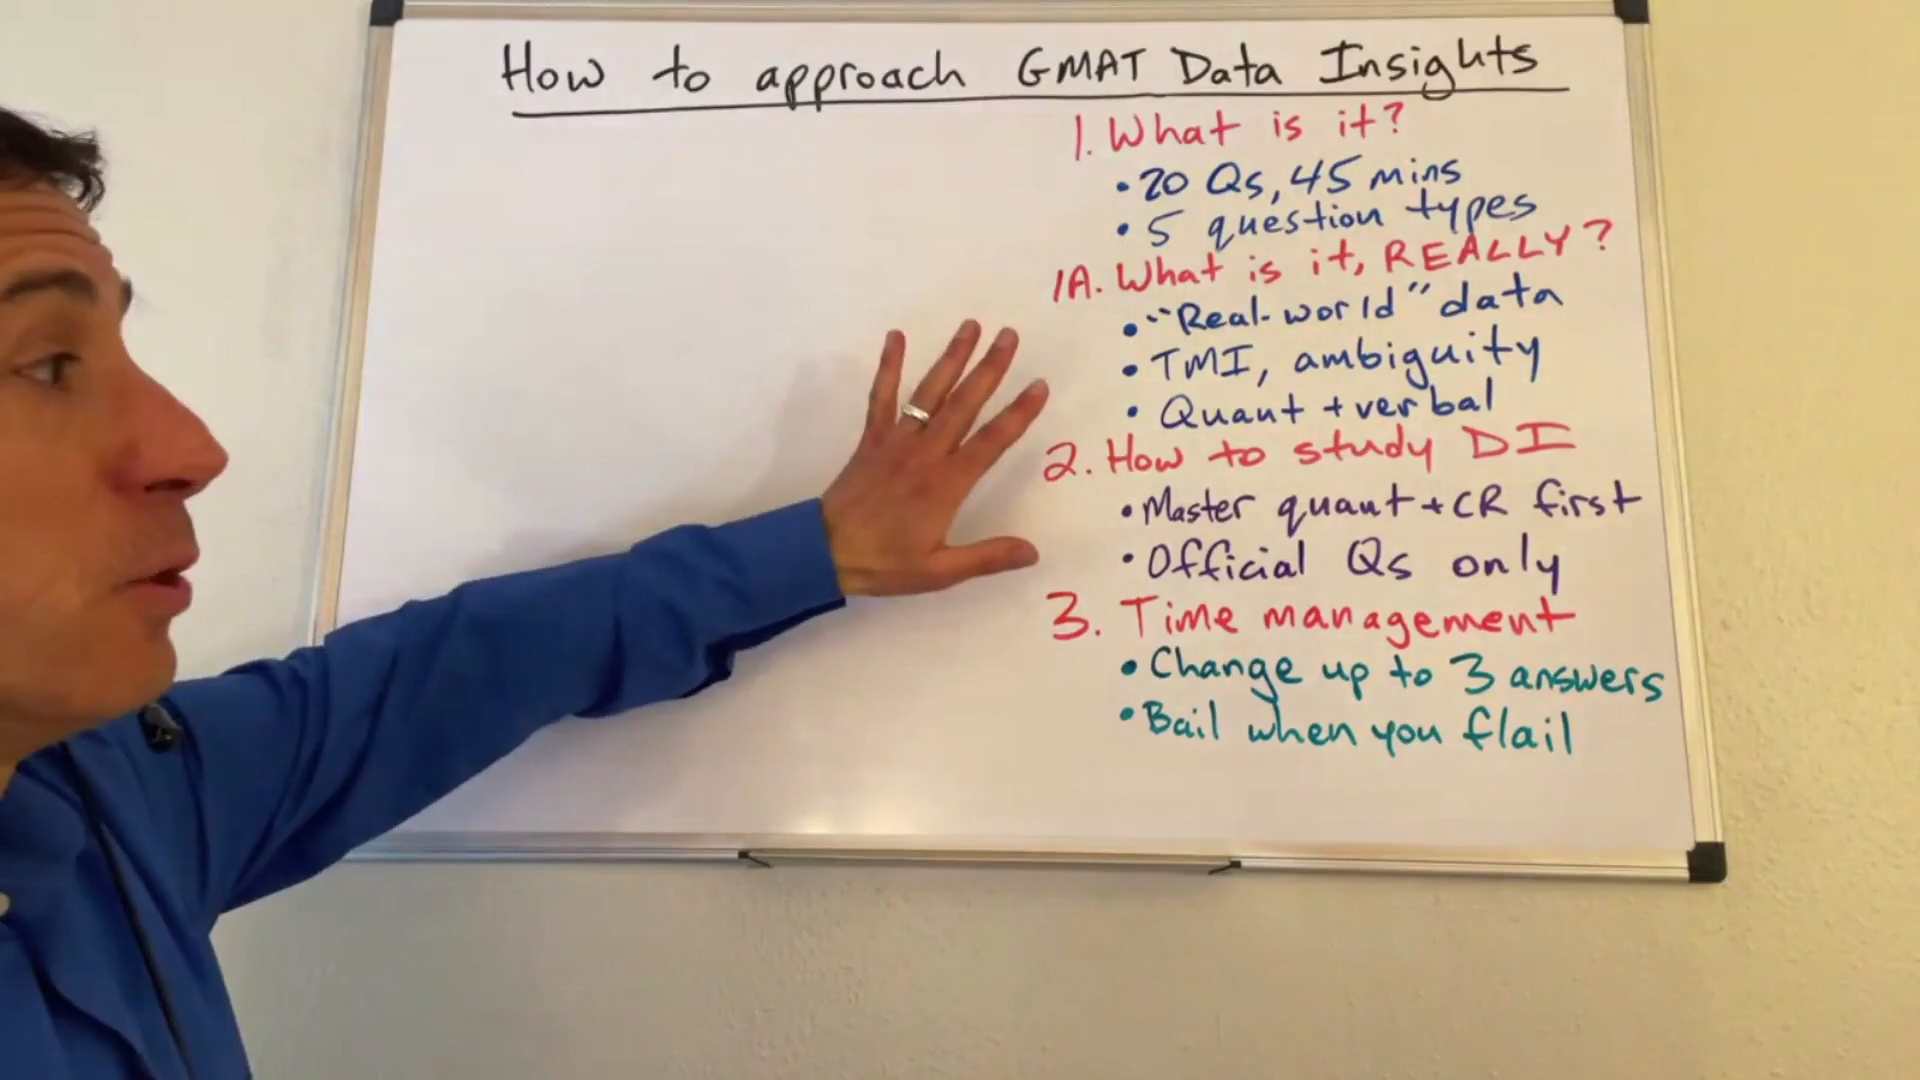 How to approach GMAT Data Insights
1. What is it?
• 20 Qs, 45 mins
• 5 question types
1A. What is it, REALLY?
• "Real-world" data
• TMI, ambiguity
• Quant + verbal
2. How to study DI
• Master quant + CR first
• Official Qs only
3. Time management
• Change up to 3 answers
• Bail when you flail